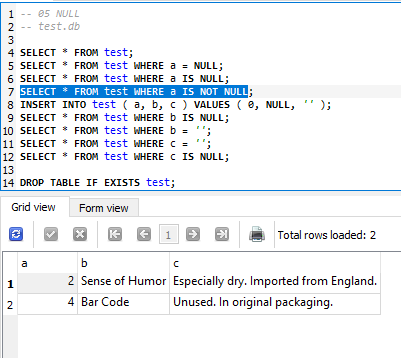 1 -- 05 NULL
2 -- test.db
3
4 SELECT * FROM test;
5 SELECT * FROM test WHERE a = NULL;
6 SELECT * FROM test WHERE a IS NULL;
7 SELECT * FROM test WHERE a IS NOT NULL;
8 INSERT INTO test ( a, b, c ) VALUES ( 0, NULL, '' );
9 SELECT * FROM test WHERE b IS NULL;
10 SELECT * FROM test WHERE b = '';
11 SELECT * FROM test WHERE c = '';
12 SELECT * FROM test WHERE c IS NULL;
13
14 DROP TABLE IF EXISTS test;
Grid view Form view
1 Total rows loaded: 2
a b c
1 2 Sense of Humor Especially dry. Imported from England.
2 4 Bar Code Unused. In original packaging.